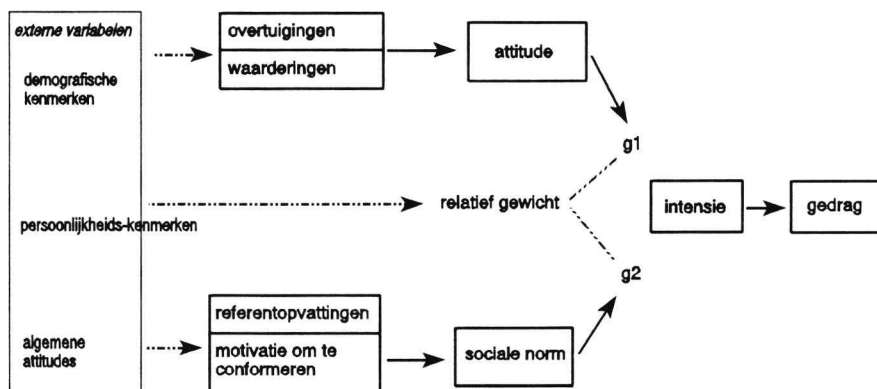 externe variabelen
demografische
kenmerken
persoonlijkheids-kenmerken
algemene
attitudes
overtuigingen
waarderingen
attitude
g1
relatief gewicht
intensie
gedrag
g2
referentopvattingen
motivatie om te
conformeren
sociale norm